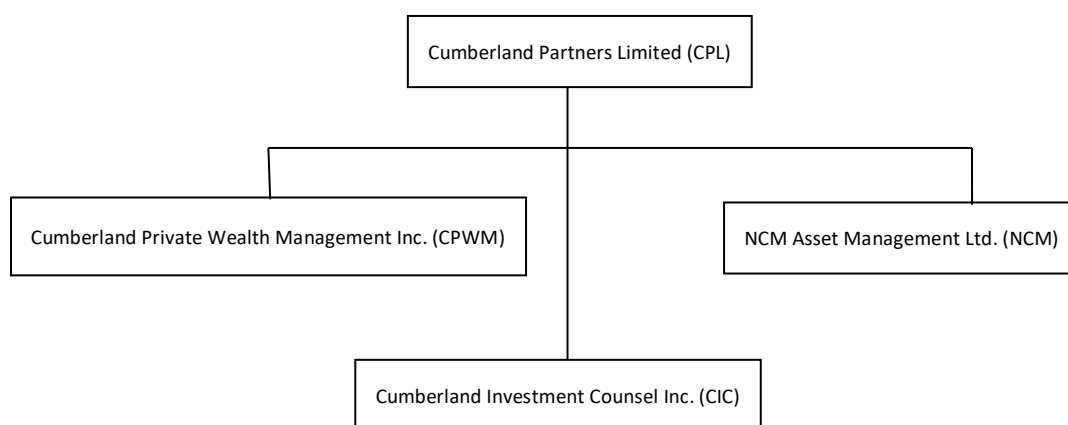 Cumberland Partners Limited (CPL)
Cumberland Private Wealth Management Inc. (CPWM)
NCM Asset Management Ltd. (NCM)
Cumberland Investment Counsel Inc. (CIC)